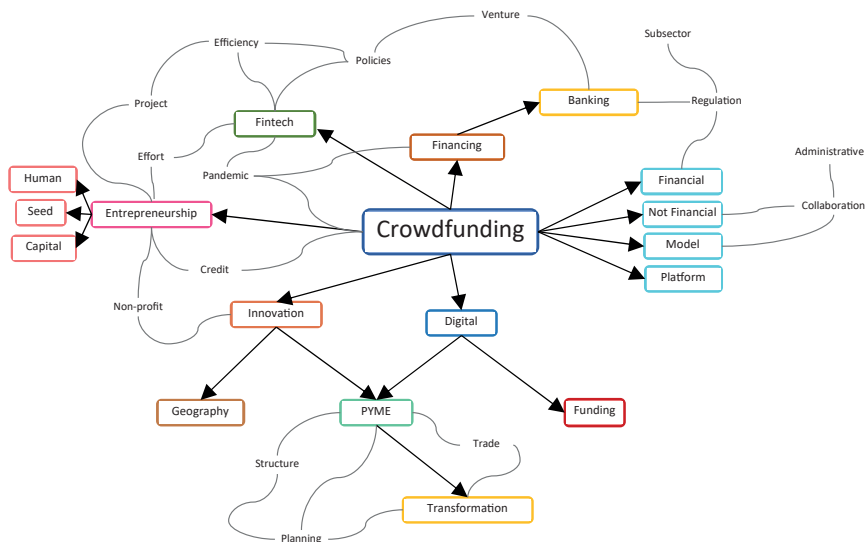 Venture
Subsector
Efficiency
Policies
Project
Banking
Regulation
Fintech
Financing
Administrative
Effort
Pandemic
Human
Financial
Seed
Entrepreneurship
Crowdfunding
Not Financial
Collaboration
Capital
Model
Credit
Platform
Non-profit
Innovation
Digital
Geography
PYME
Funding
Trade
Structure
Transformation
Planning